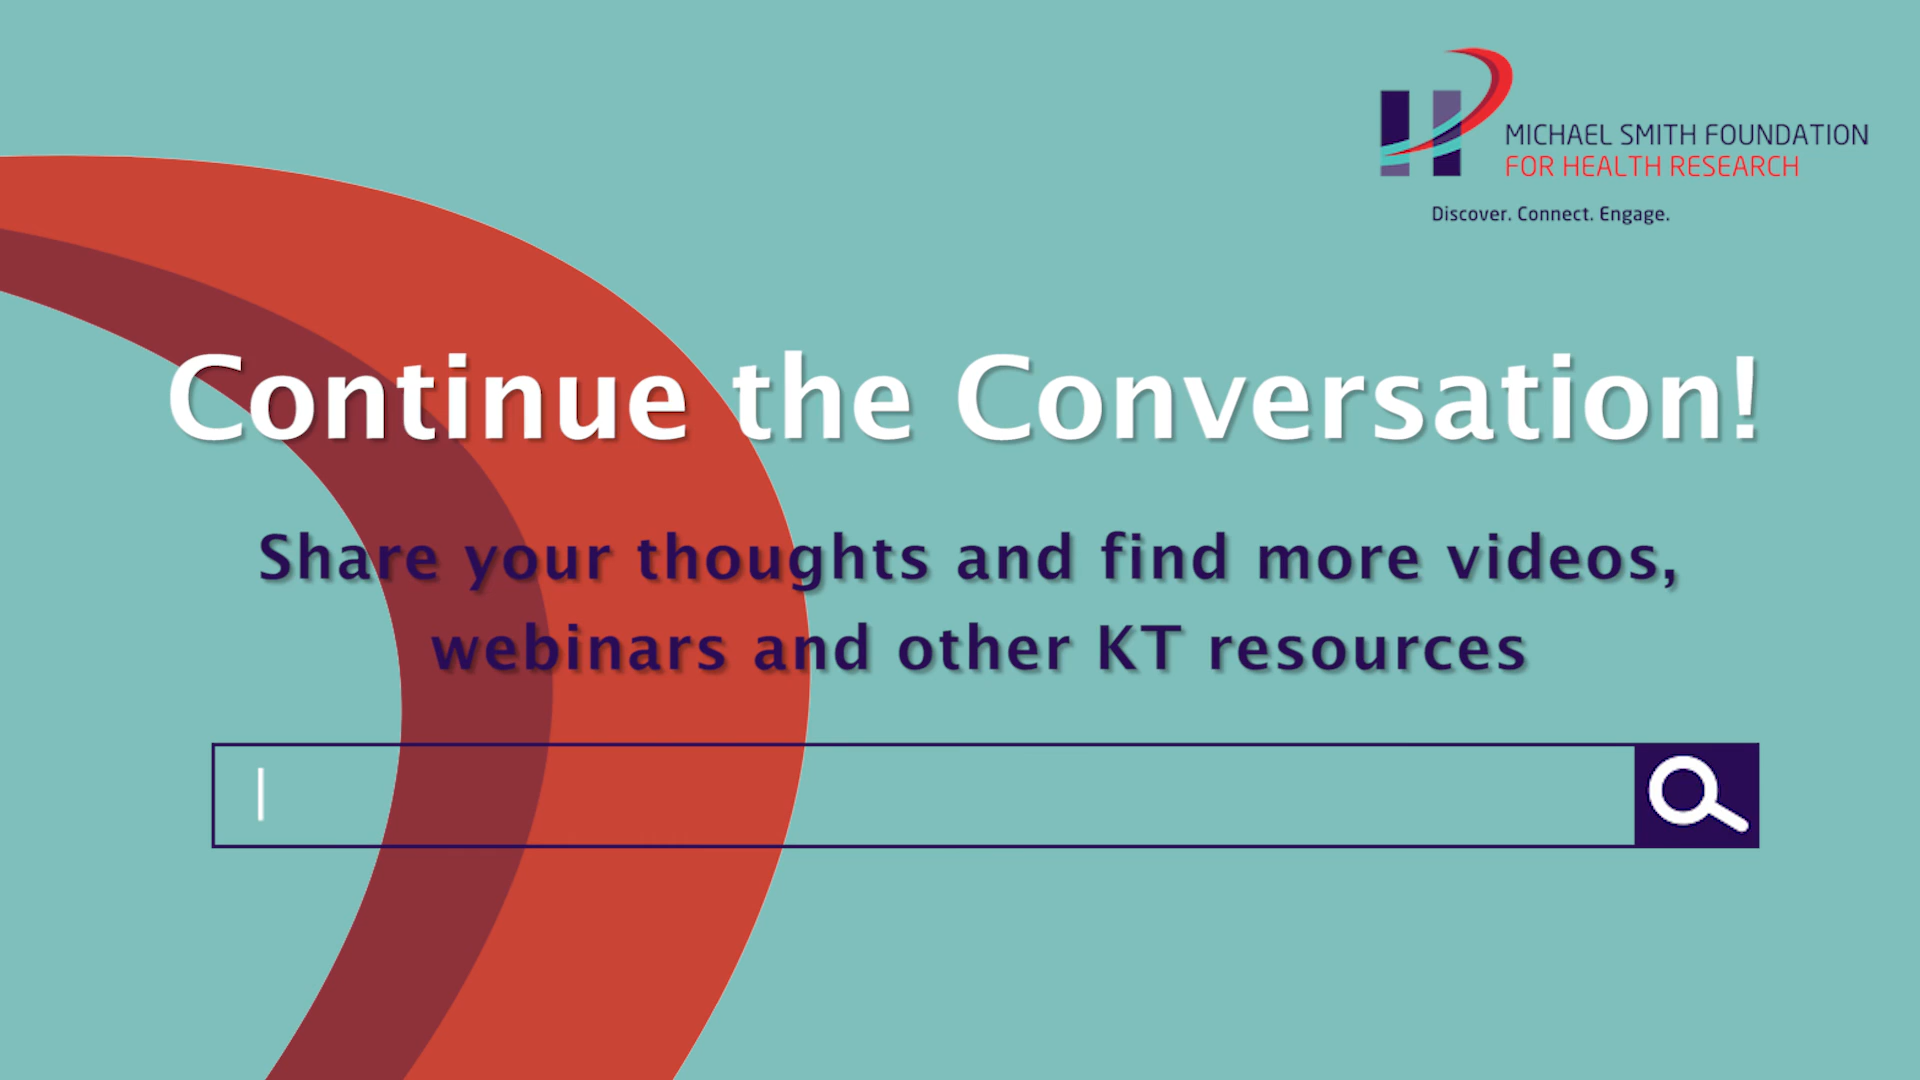 MICHAEL SMITH FOUNDATION
FOR HEALTH RESEARCH
Discover. Connect. Engage.
Continue the Conversation!
Share your thoughts and find more videos,
webinars and other KT resources